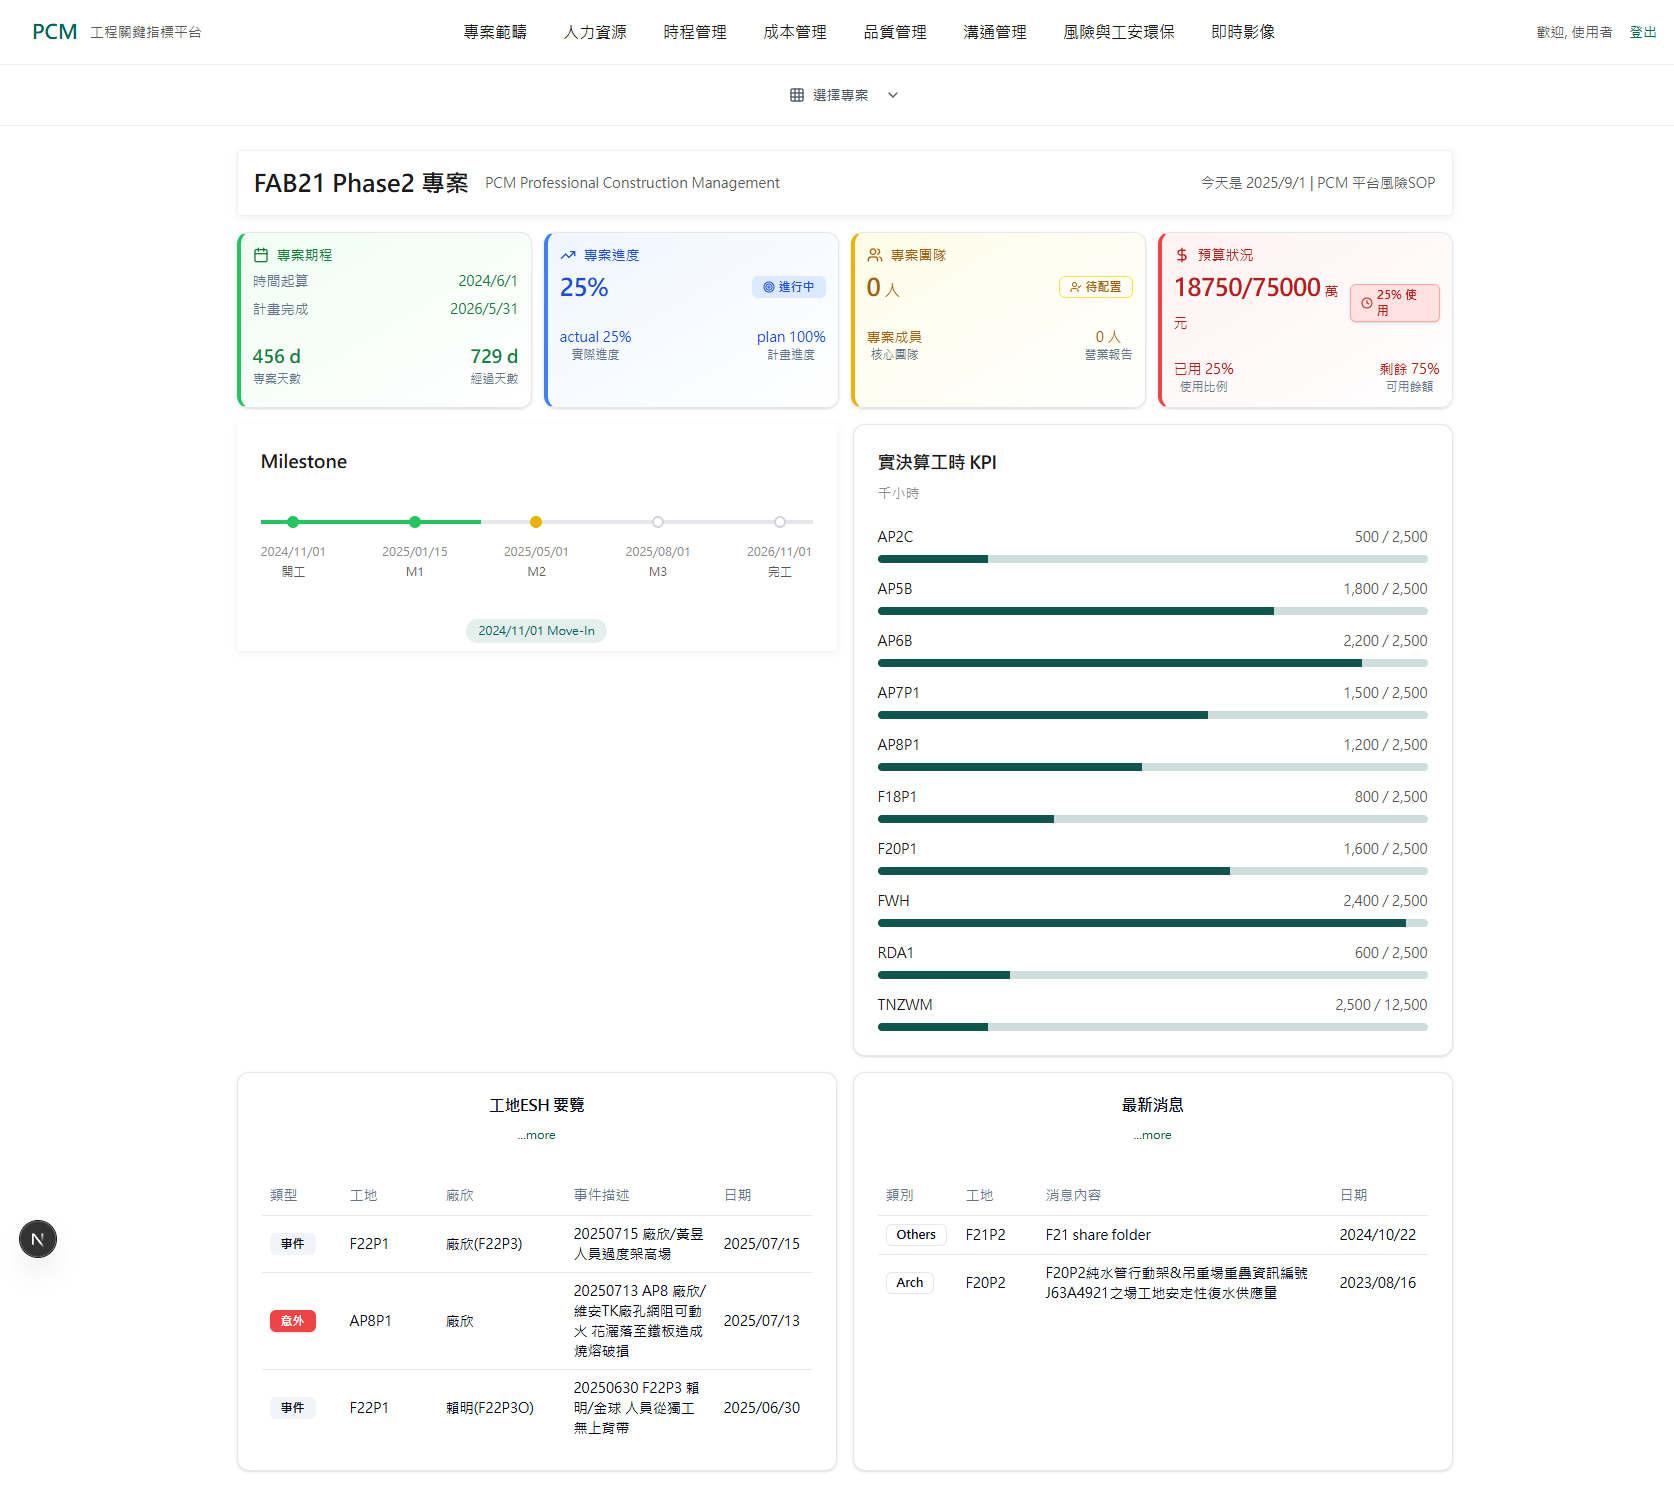 PCM 工程關鍵指標平台
專案範疇 人力資源 時程管理 成本管理 品質管理 溝通管理 風險與工安環保 即時影像
歡迎, 使用者 登出
選擇專案
FAB21 Phase2 專案 PCM Professional Construction Management
今天是 2025/9/1 | PCM 平台風險SOP
專案期程
時間起算 2024/6/1
計畫完成 2026/5/31
456 d 729 d
專案天數 經過天數
專案進度
25% 進行中
actual 25% plan 100%
實際進度 計畫進度
專案團隊
0 人 待配置
專案成員 0 人
核心團隊 營業報告
預算狀況
18750/75000 萬
元
25% 使
用
已用 25% 剩餘 75%
使用比例 可用餘額
Milestone
2024/11/01 2025/01/15 2025/05/01 2025/08/01 2026/11/01
開工 M1 M2 M3 完工
2024/11/01 Move-In
實決算工時 KPI
千小時
AP2C 500 / 2,500
AP5B 1,800 / 2,500
AP6B 2,200 / 2,500
AP7P1 1,500 / 2,500
AP8P1 1,200 / 2,500
F18P1 800 / 2,500
F20P1 1,600 / 2,500
FWH 2,400 / 2,500
RDA1 600 / 2,500
TNZWM 2,500 / 12,500
工地ESH 要覽
...more
類型 工地 廠欣 事件描述 日期
事件 F22P1 廠欣(F22P3) 20250715 廠欣/黃昱 2025/07/15
人員過度架高場
意外 AP8P1 廠欣 20250713 AP8 廠欣/ 2025/07/13
維安TK廠孔網阻可動
火 花灑落至鐵板造成
燒熔破損
事件 F22P1 賴明(F22P3O) 20250630 F22P3 賴 2025/06/30
明/金球 人員從獨工
無上背帶
最新消息
...more
類別 工地 消息內容 日期
Others F21P2 F21 share folder 2024/10/22
Arch F20P2 F20P2純水管行動架&吊重場重疊資訊編號 2023/08/16
J63A4921之場工地安定性復水供應量
N